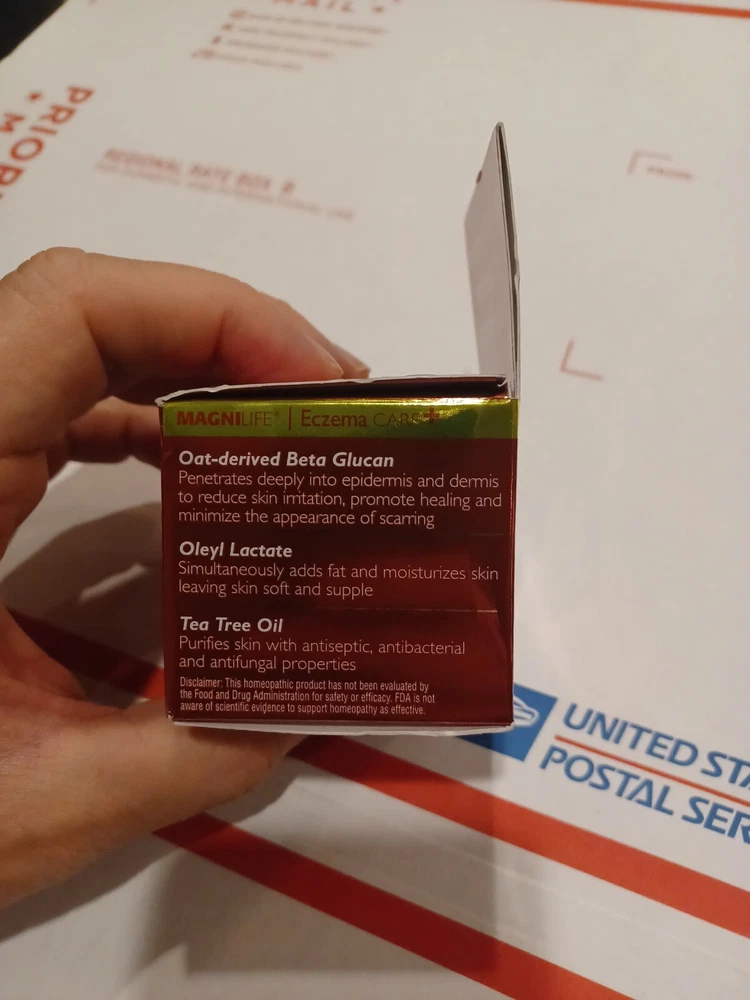 PRIORI
REGIONAL RATE BOX B
MAGNILIFE® | Eczema CARE+
Oat-derived Beta Glucan
Penetrates deeply into epidermis and dermis
to reduce skin irritation, promote healing and
minimize the appearance of scarring
Oleyl Lactate
Simultaneously adds fat and moisturizes skin
leaving skin soft and supple
Tea Tree Oil
Purifies skin with antiseptic, antibacterial
and antifungal properties
Disclaimer: This homeopathic product has not been evaluated by
the Food and Drug Administration for safety or efficacy. FDA is not
aware of scientific evidence to support homeopathy as effective.
UNITED STA
POSTAL SER